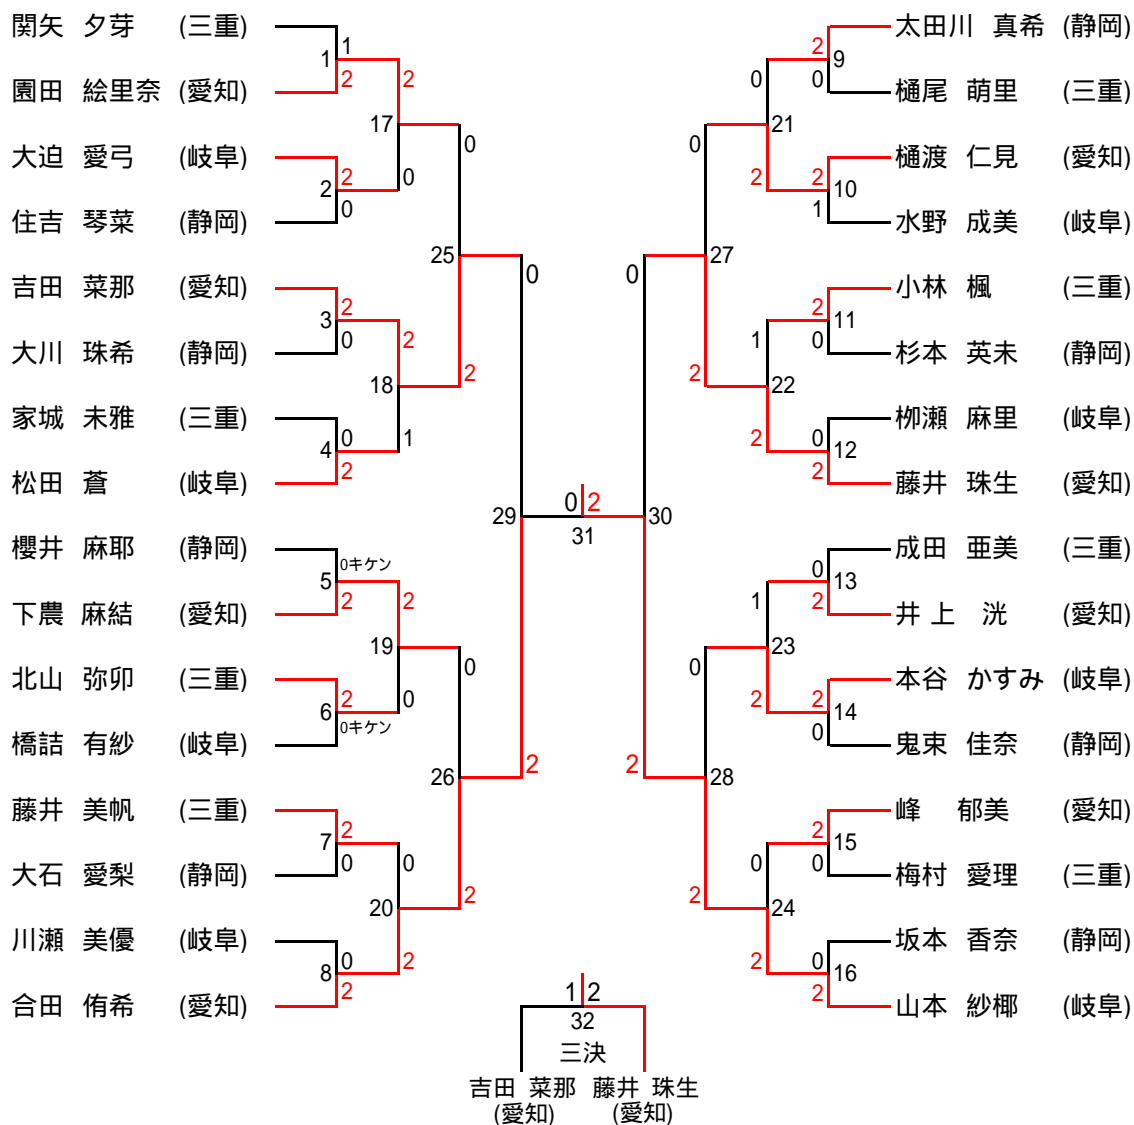 関矢 夕芽 (三重)
1
1
園田 絵里奈 (愛知)
2
2
17
大迫 愛弓 (岐阜)
2
2
0
住吉 琴菜 (静岡)
0
0
25
吉田 菜那 (愛知)
2
3
2
大川 珠希 (静岡)
0
18
2
家城 未雅 (三重)
0
4
1
松田 蒼 (岐阜)
2
0
29
櫻井 麻耶 (静岡)
0キケン
5
下農 麻結 (愛知)
2
2
19
北山 弥卯 (三重)
2
6
0
橋詰 有紗 (岐阜)
0キケン
0
26
2
藤井 美帆 (三重)
2
7
0
大石 愛梨 (静岡)
0
20
2
川瀬 美優 (岐阜)
0
8
2
合田 侑希 (愛知)
2
太田川 真希 (静岡)
2
9
樋尾 萌里 (三重)
0
0
21
樋渡 仁見 (愛知)
2
10
2
水野 成美 (岐阜)
1
0
27
小林 楓 (三重)
2
11
1
杉本 英未 (静岡)
0
22
2
栁瀬 麻里 (岐阜)
0
12
2
藤井 珠生 (愛知)
2
0
30
0 2
31
成田 亜美 (三重)
0
13
井上 洸 (愛知)
2
1
23
本谷 かすみ (岐阜)
2
14
2
鬼束 佳奈 (静岡)
0
0
28
2
峰 郁美 (愛知)
2
15
0
梅村 愛理 (三重)
0
24
2
坂本 香奈 (静岡)
0
16
2
山本 紗椰 (岐阜)
2
1 2
32
三決
吉田 菜那 藤井 珠生
(愛知) (愛知)